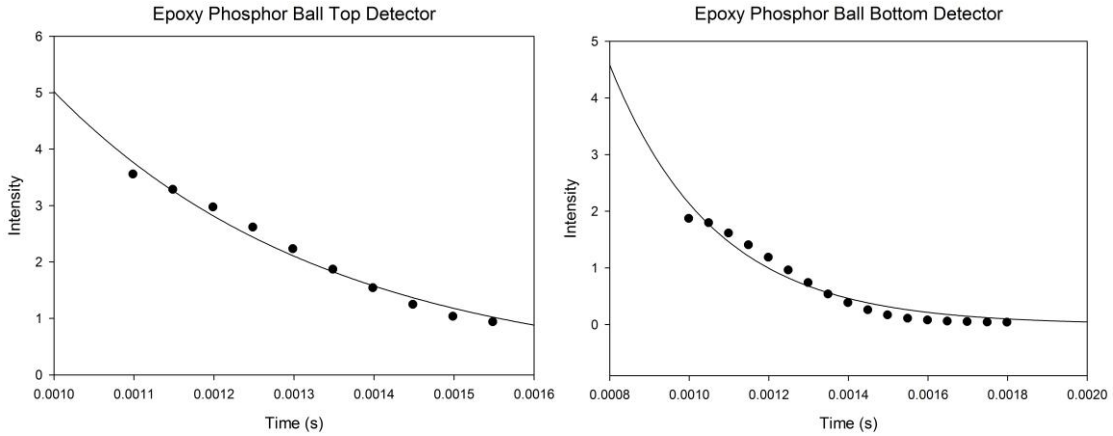 Epoxy Phosphor Ball Top Detector
6
5
4
3
2
1
0
Intensity
0.0010 0.0011 0.0012 0.0013 0.0014 0.0015 0.0016
Time (s)
Epoxy Phosphor Ball Bottom Detector
5
4
3
2
1
0
Intensity
0.0008 0.0010 0.0012 0.0014 0.0016 0.0018 0.0020
Time (s)